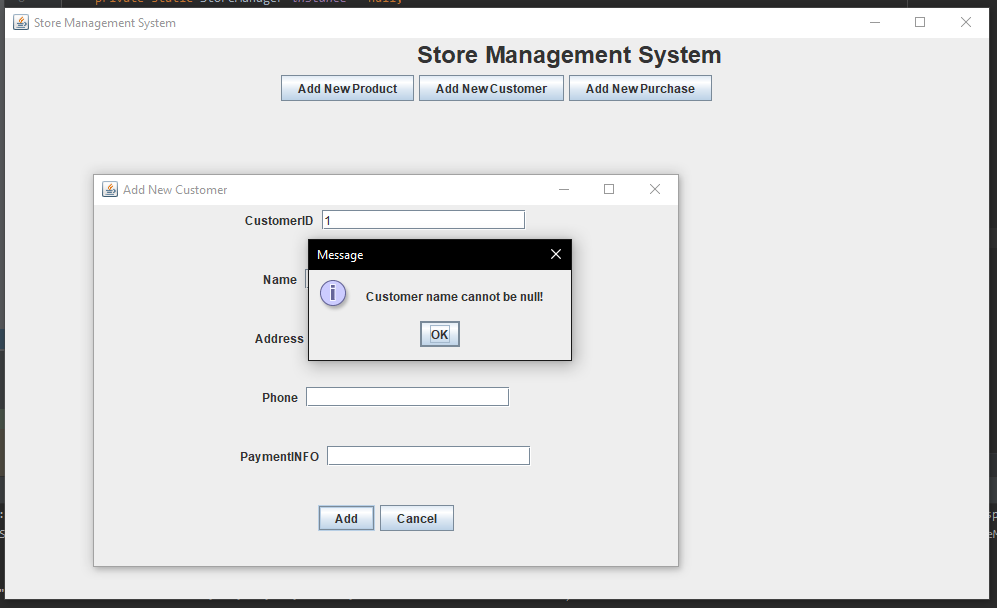 private static StoreManager instance = null;
Store Management System
Store Management System
Add New Product Add New Customer Add New Purchase
Add New Customer
CustomerID 1
Message
Name
Customer name cannot be null!
OK
Address
Phone
PaymentINFO
Add Cancel